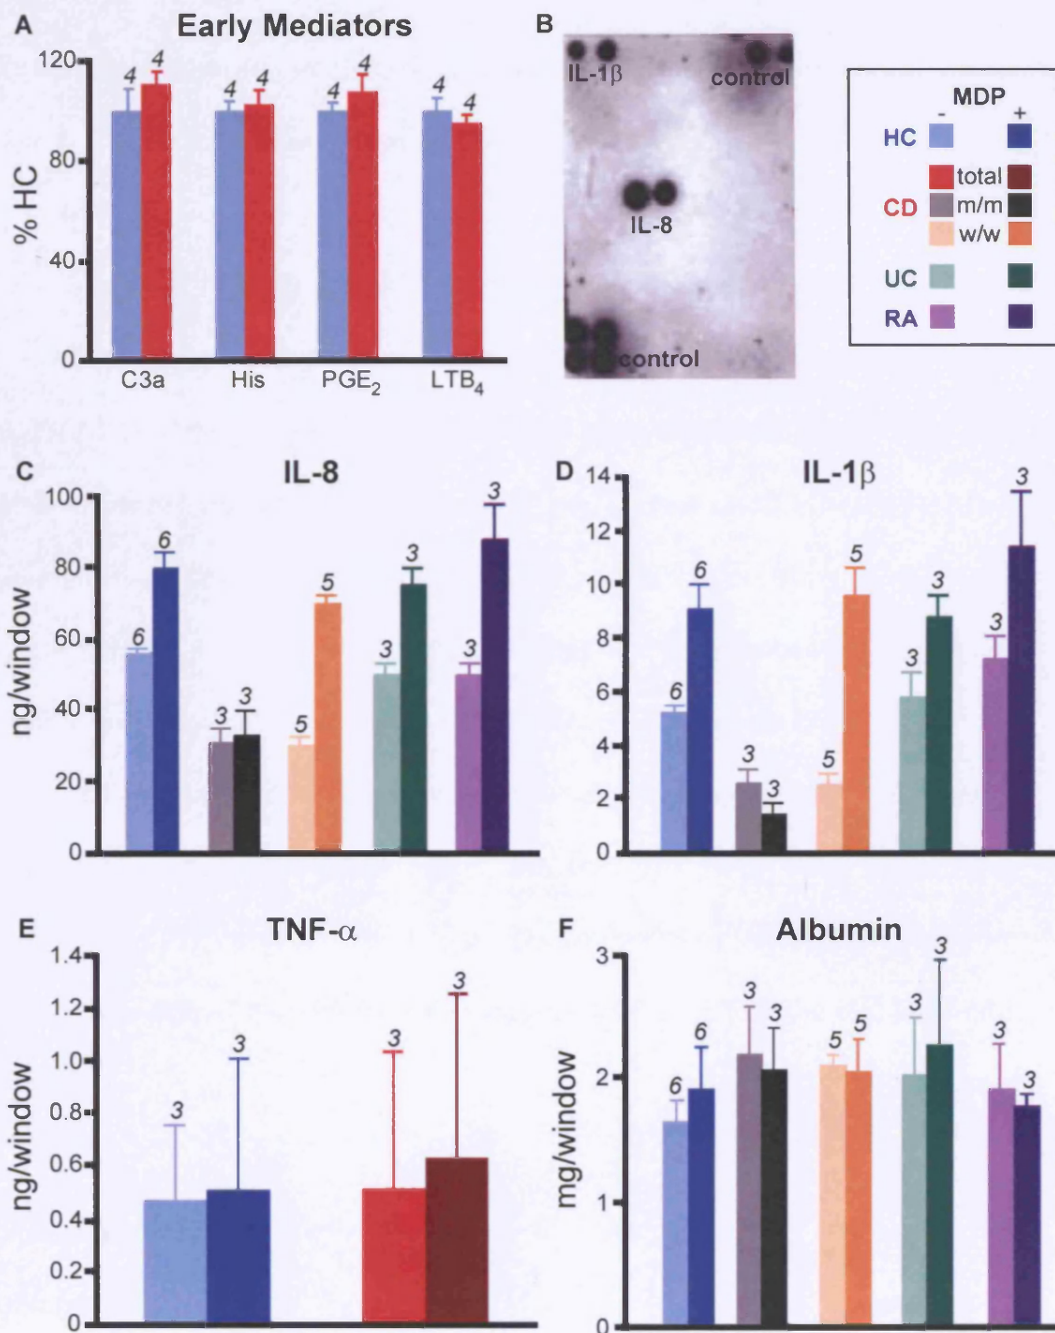 A
Early Mediators
120
80
40
0
% HC
4 4 4 4 4 4 4 4
C3a His PGE₂ LTB₄
B
IL-1β
control
IL-8
control
MDP
- +
HC
total
CD m/m
w/w
UC
RA
C
IL-8
100
80
60
40
20
0
ng/window
6 6 3 3 5 5 3 3 3 3
D
IL-1β
14
12
10
8
6
4
2
0
6 6 3 3 5 5 3 3 3 3
E
TNF-α
1.4
1.2
1.0
0.8
0.6
0.4
0.2
0
ng/window
3 3 3 3
F
Albumin
3
2
1
0
mg/window
6 6 3 3 5 5 3 3 3 3